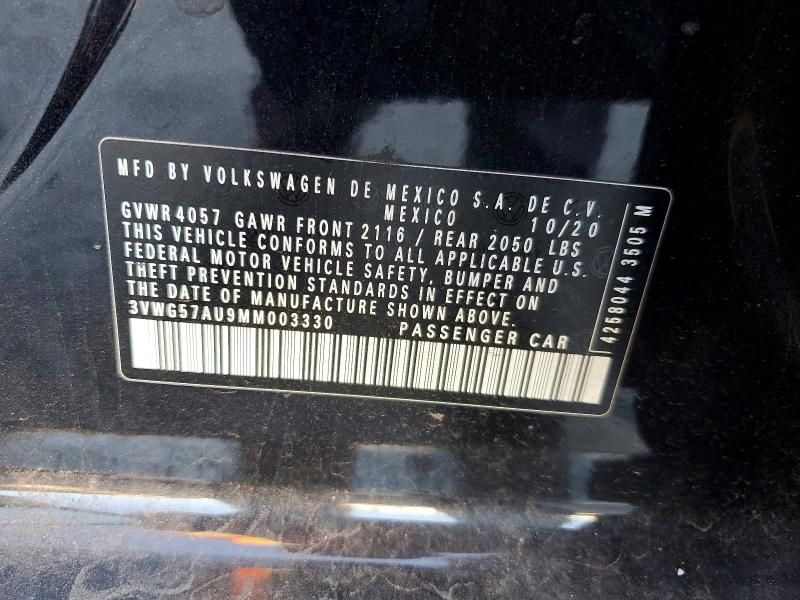 MFD BY VOLKSWAGEN DE MEXICO S.A. DE C.V.
MEXICO 10/20
GVWR 4057 GAWR FRONT 2116 / REAR 2050 LBS
THIS VEHICLE CONFORMS TO ALL APPLICABLE U.S.
FEDERAL MOTOR VEHICLE SAFETY, BUMPER AND
THEFT PREVENTION STANDARDS IN EFFECT ON
THE DATE OF MANUFACTURE SHOWN ABOVE.
3VWG57AU9MM003330 PASSENGER CAR
4258044 3505 M